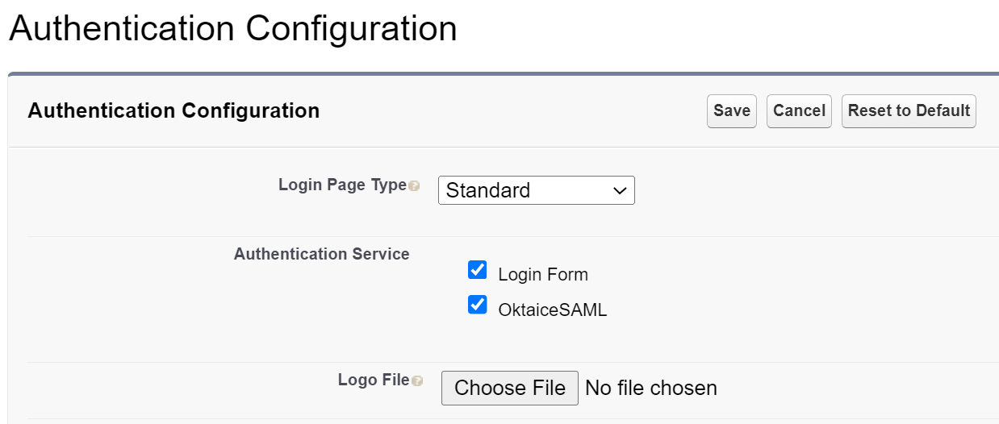 Authentication Configuration
Authentication Configuration Save Cancel Reset to Default
Login Page Type ? Standard
Authentication Service
Login Form
OktaiceSAML
Logo File ? Choose File No file chosen